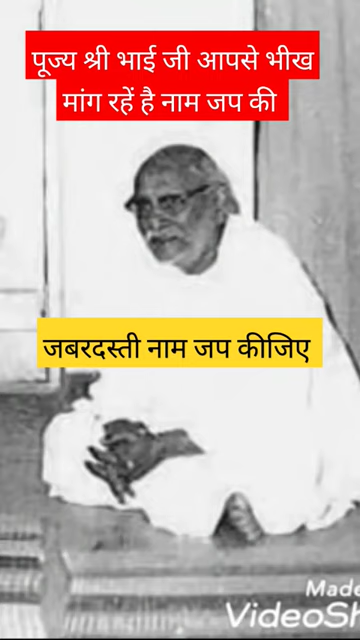 पूज्य श्री भाई जी आपसे भीख
मांग रहें है नाम जप की
जबरदस्ती नाम जप कीजिए
Made
VideoSh